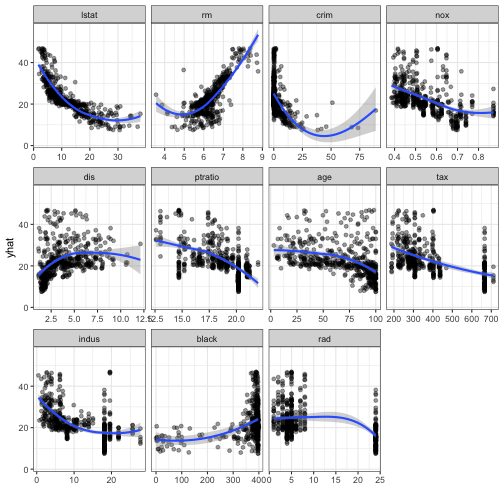 lstat rm crim nox
40
20
0
0 10 20 30 4 5 6 7 8 9 0 25 50 75 0.4 0.5 0.6 0.7 0.8
dis ptratio age tax
yhat
40
20
0
2.5 5.0 7.5 10.0 12.5 12.5 15.0 17.5 20.0 0 25 50 75 100 200 300 400 500 600 700
indus black rad
40
20
0
0 10 20 0 100 200 300 400 0 5 10 15 20 25